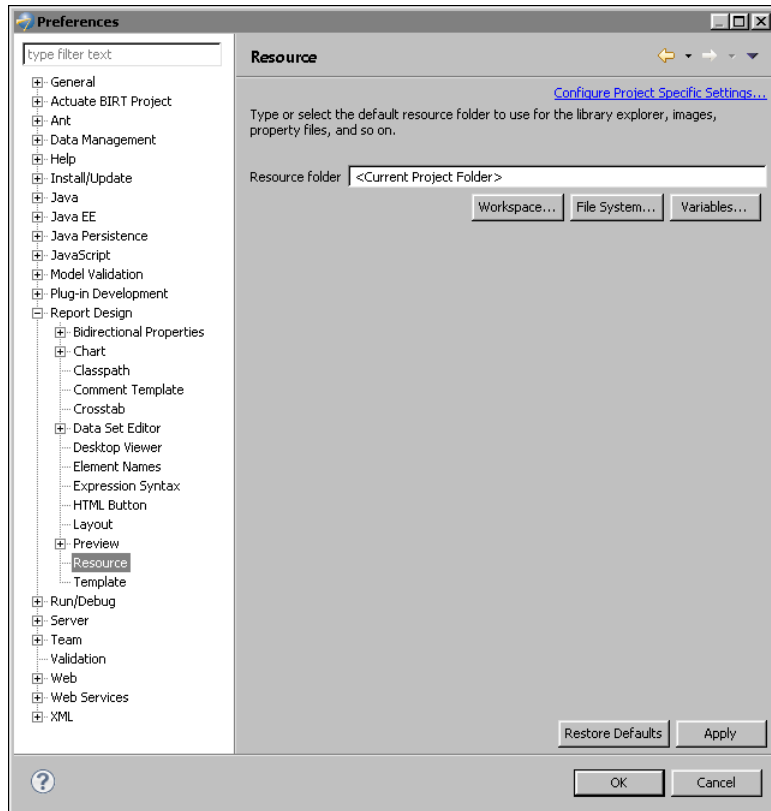 Preferences
type filter text
General
Actuate BIRT Project
Ant
Data Management
Help
Install/Update
Java
Java EE
Java Persistence
JavaScript
Model Validation
Plug-in Development
Report Design
Bidirectional Properties
Chart
Classpath
Comment Template
Crosstab
Data Set Editor
Desktop Viewer
Element Names
Expression Syntax
HTML Button
Layout
Preview
Resource
Template
Run/Debug
Server
Team
Validation
Web
Web Services
XML
Resource
Configure Project Specific Settings...
Type or select the default resource folder to use for the library explorer, images,
property files, and so on.
Resource folder <Current Project Folder>
Workspace... File System... Variables...
Restore Defaults Apply
? OK Cancel